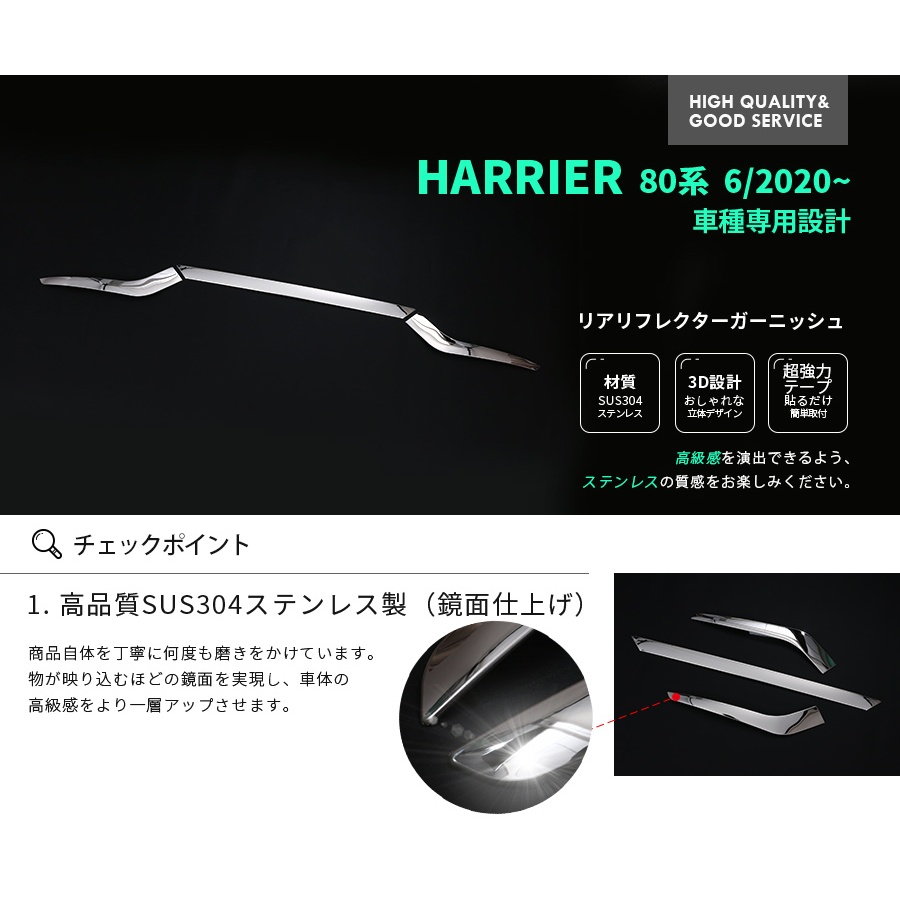 HIGH QUALITY&
GOOD SERVICE
HARRIER 80系 6/2020~
車種専用設計
リアリフレクターガーニッシュ
材質
SUS304
ステンレス
3D設計
おしゃれな
立体デザイン
超強力
テープ
貼るだけ
簡単取付
高級感を演出できるよう、
ステンレスの質感をお楽しみください。
チェックポイント
1. 高品質SUS304ステンレス製（鏡面仕上げ）
商品自体を丁寧に何度も磨きをかけています。
物が映り込むほどの鏡面を実現し、車体の
高級感をより一層アップさせます。